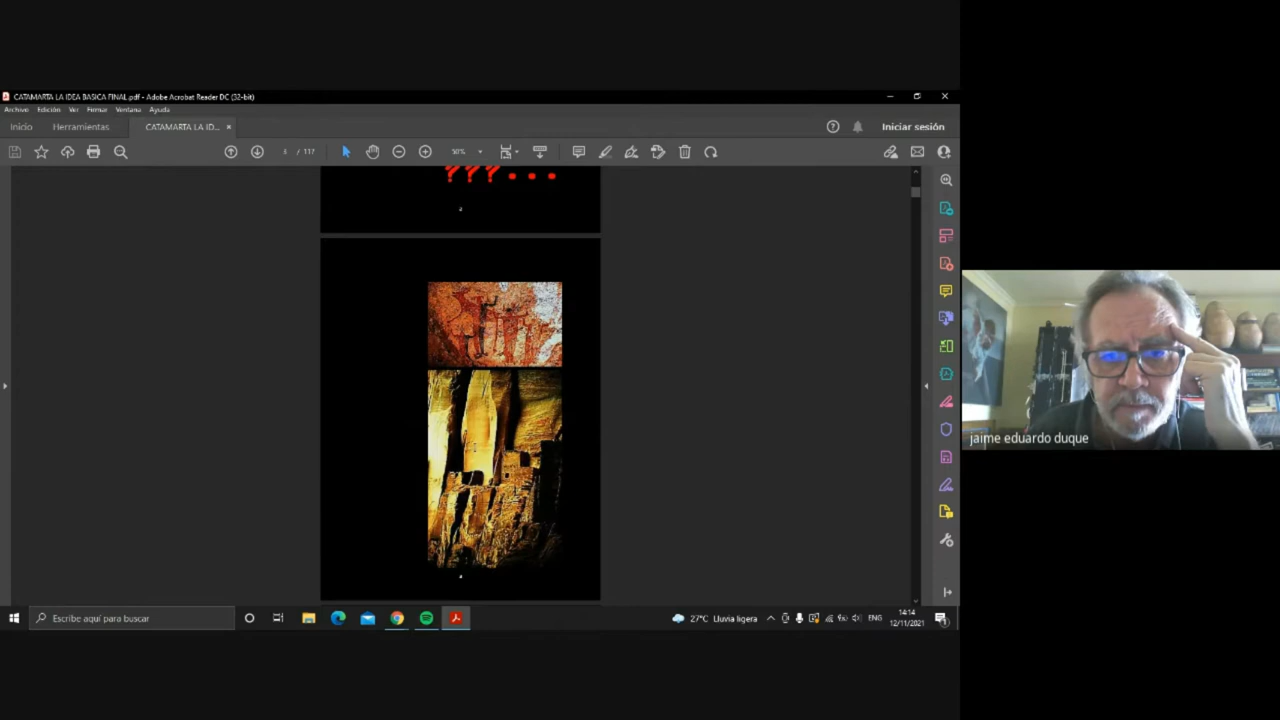 CATAMARTA LA IDEA BASICA FINAL.pdf - Adobe Acrobat Reader DC (32-bit)
Archivo Edición Ver Firmar Ventana Ayuda
Inicio Herramientas CATAMARTA LA ID... ×
Iniciar sesión
/ 117
???...
jaime eduardo duque
Escribe aquí para buscar
27°C Lluvia ligera
ENG
14:14
12/11/2021